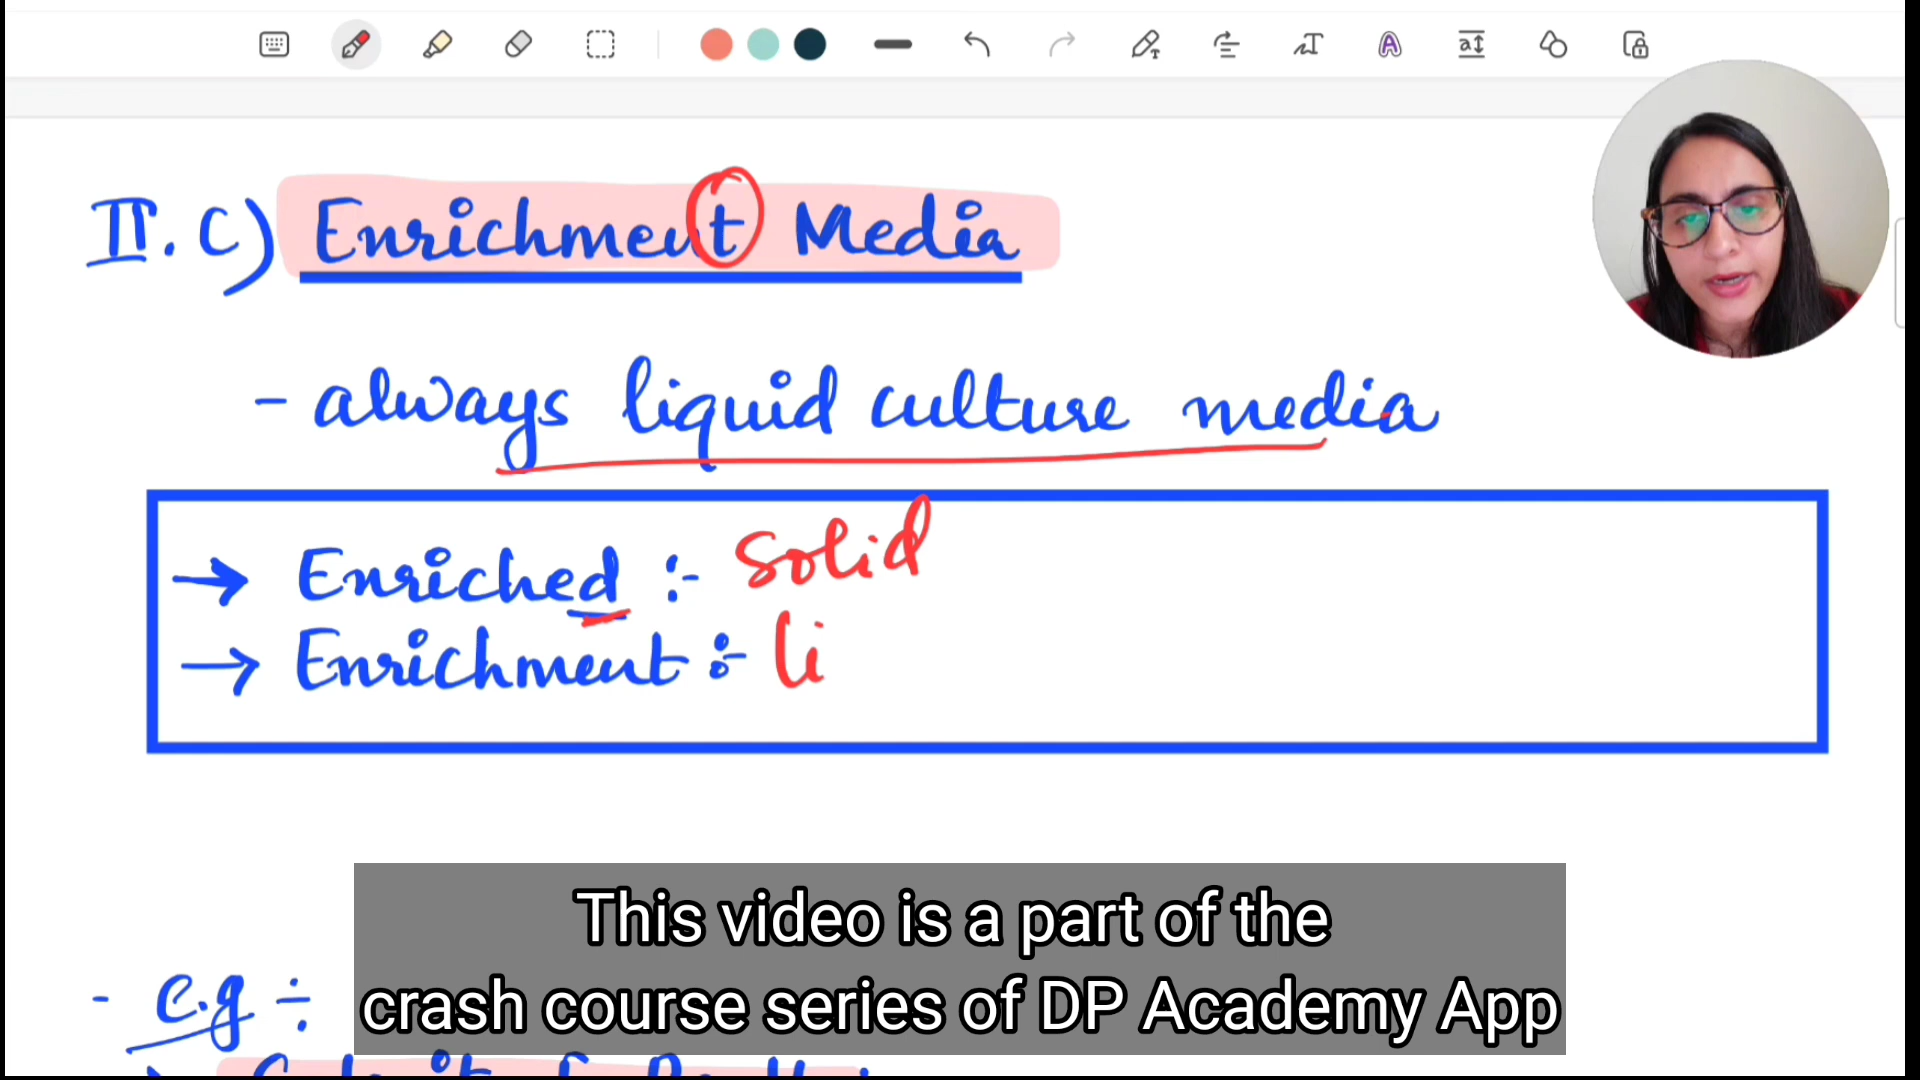 II. C) Enrichment Media
- always liquid culture media
→ Enriched :- Solid
→ Enrichment :- li
This video is a part of the
crash course series of DP Academy App
- e.g ÷